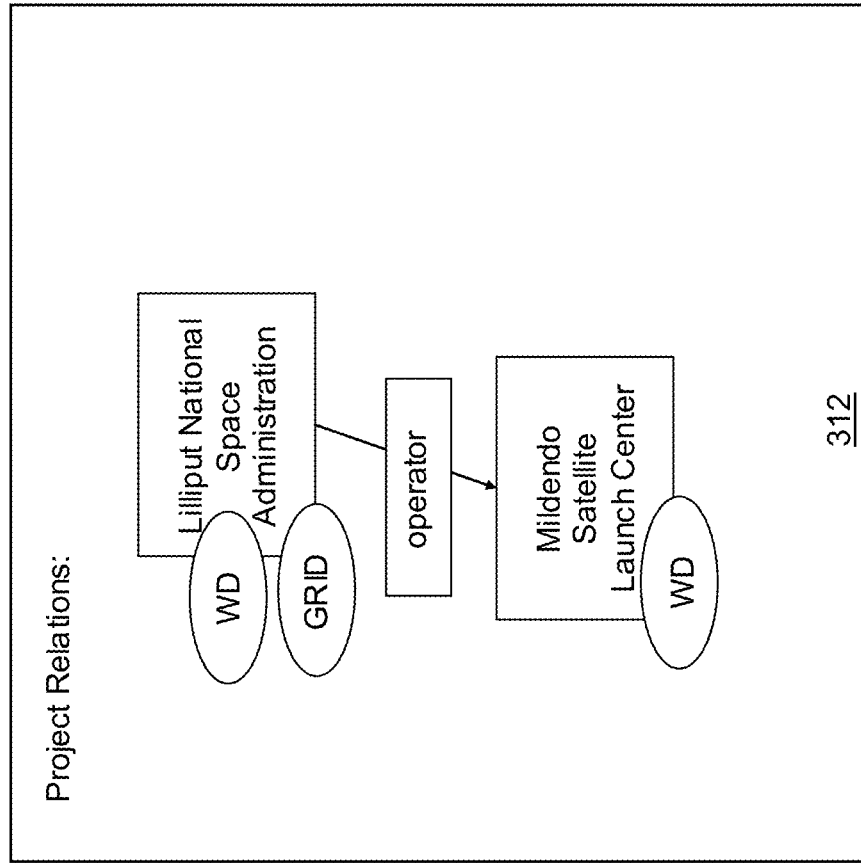 Project Relations:
Lilliput National
Space
Administration
WD
GRID
operator
Mildendo
Satellite
Launch Center
WD
312